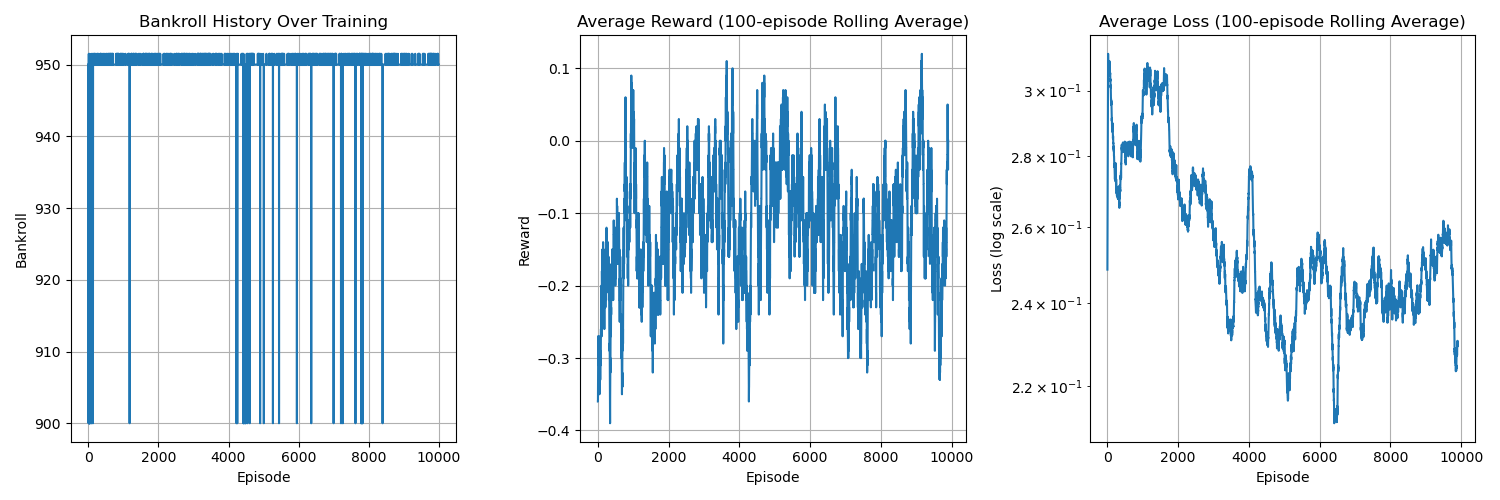 Bankroll History Over Training
Bankroll
950
940
930
920
910
900
0 2000 4000 6000 8000 10000
Episode
Average Reward (100-episode Rolling Average)
Reward
0.1
0.0
−0.1
−0.2
−0.3
−0.4
0 2000 4000 6000 8000 10000
Episode
Average Loss (100-episode Rolling Average)
Loss (log scale)
3 × 10⁻¹
2.8 × 10⁻¹
2.6 × 10⁻¹
2.4 × 10⁻¹
2.2 × 10⁻¹
0 2000 4000 6000 8000 10000
Episode